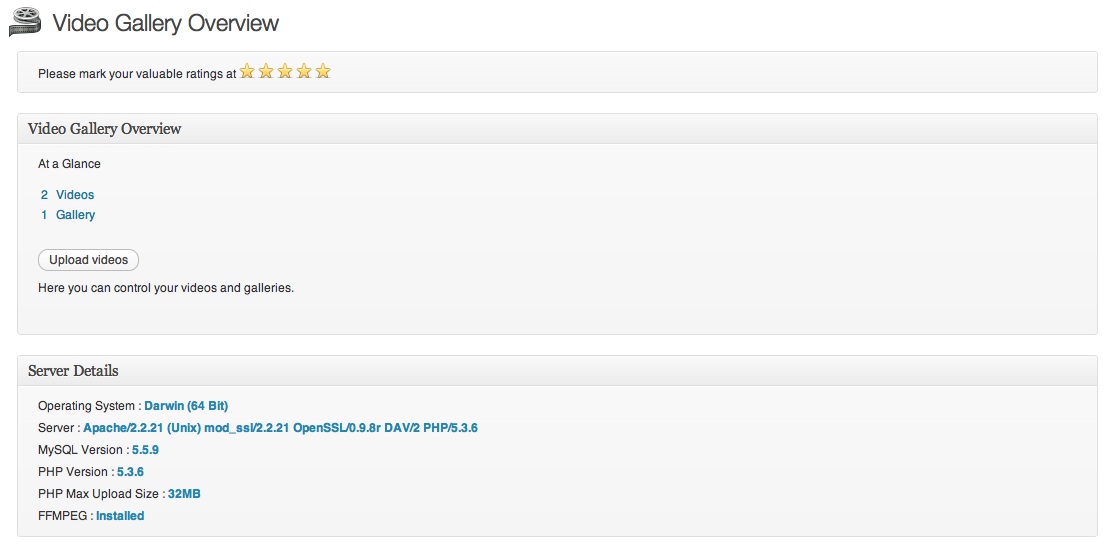 Video Gallery Overview
Please mark your valuable ratings at
Video Gallery Overview
At a Glance
2 Videos
1 Gallery
Upload videos
Here you can control your videos and galleries.
Server Details
Operating System : Darwin (64 Bit)
Server : Apache/2.2.21 (Unix) mod_ssl/2.2.21 OpenSSL/0.9.8r DAV/2 PHP/5.3.6
MySQL Version : 5.5.9
PHP Version : 5.3.6
PHP Max Upload Size : 32MB
FFMPEG : Installed